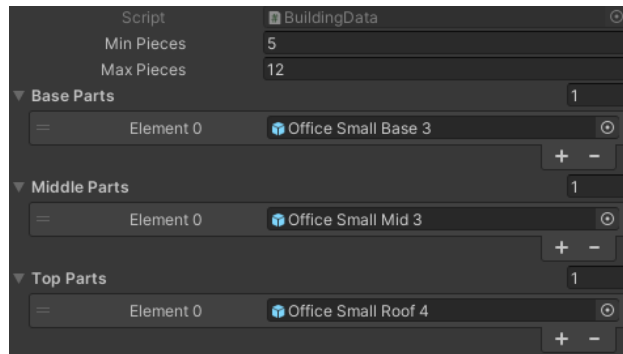 Script BuildingData
Min Pieces 5
Max Pieces 12
Base Parts 1
Element 0 Office Small Base 3
+ -
Middle Parts 1
Element 0 Office Small Mid 3
+ -
Top Parts 1
Element 0 Office Small Roof 4
+ -